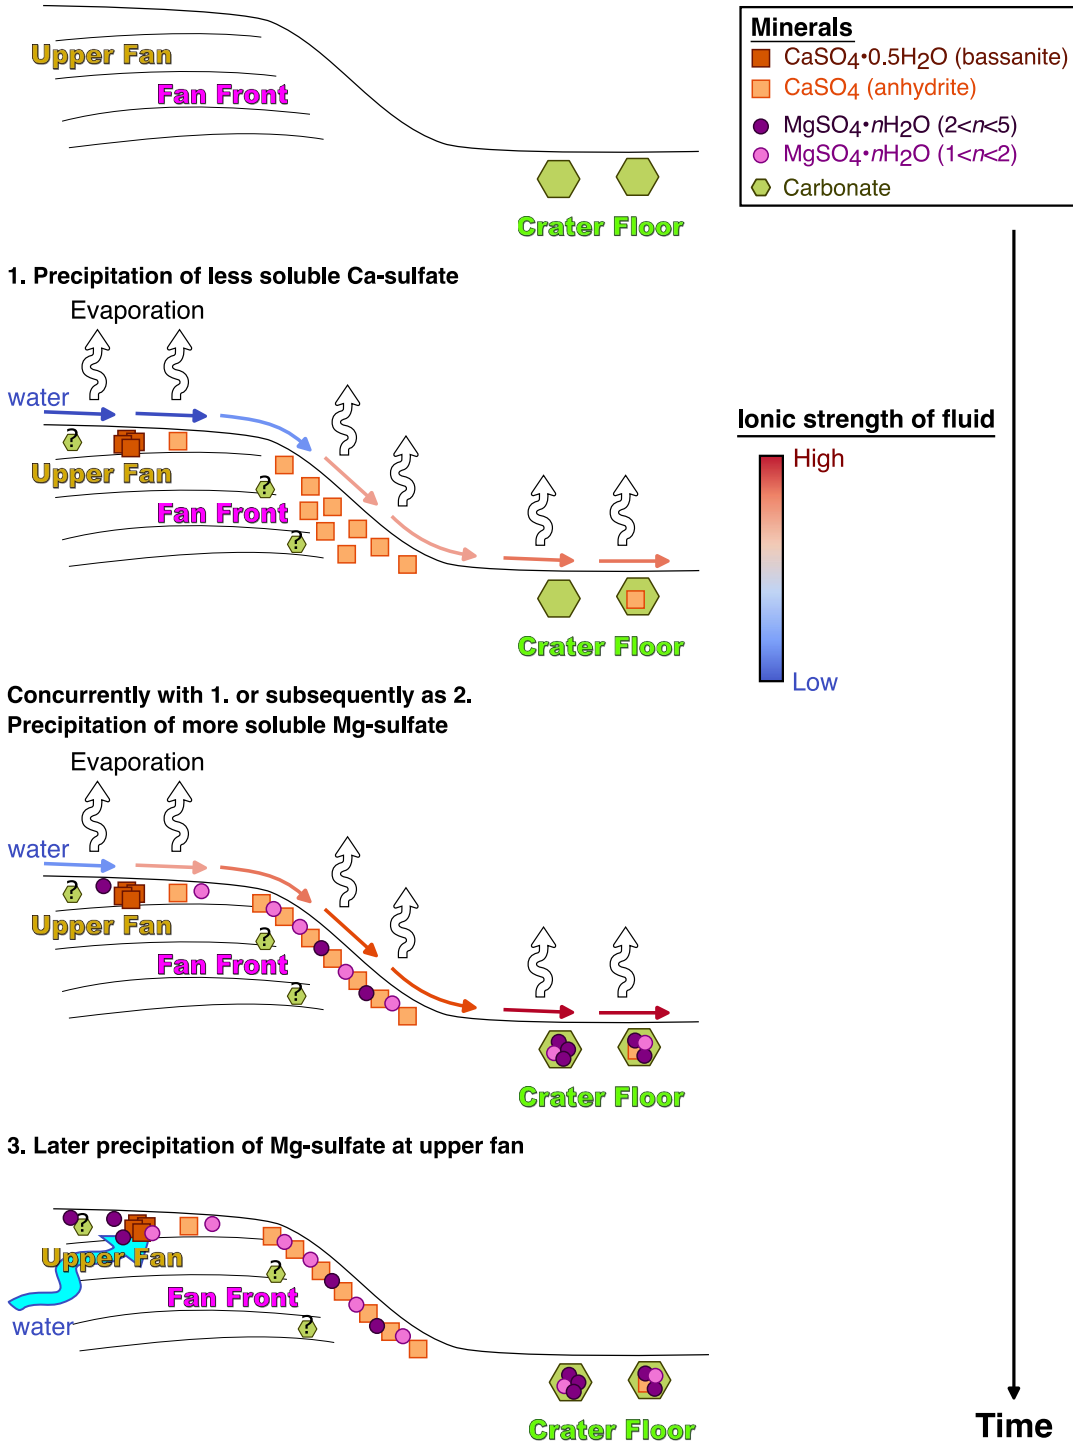 Upper Fan
Fan Front
Crater Floor
Minerals
CaSO4•0.5H2O (bassanite)
CaSO4 (anhydrite)
MgSO4•nH2O (2<n<5)
MgSO4•nH2O (1<n<2)
Carbonate
1. Precipitation of less soluble Ca-sulfate
Evaporation
water
?
Upper Fan
?
Fan Front
?
Crater Floor
Ionic strength of fluid
High
Low
Concurrently with 1. or subsequently as 2.
Precipitation of more soluble Mg-sulfate
Evaporation
water
?
Upper Fan
?
Fan Front
?
Crater Floor
3. Later precipitation of Mg-sulfate at upper fan
?
Upper Fan
?
Fan Front
water
?
Crater Floor
Time